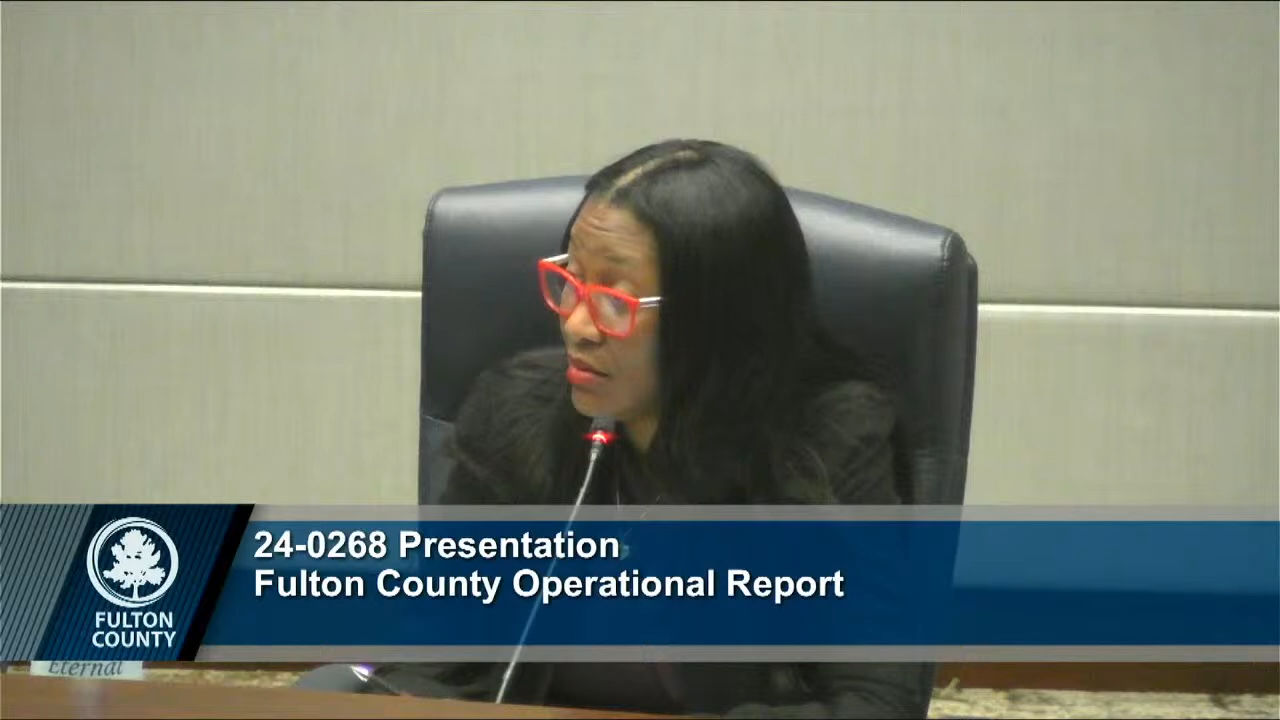 24-0268 Presentation
Fulton County Operational Report
FULTON
COUNTY
Eternal